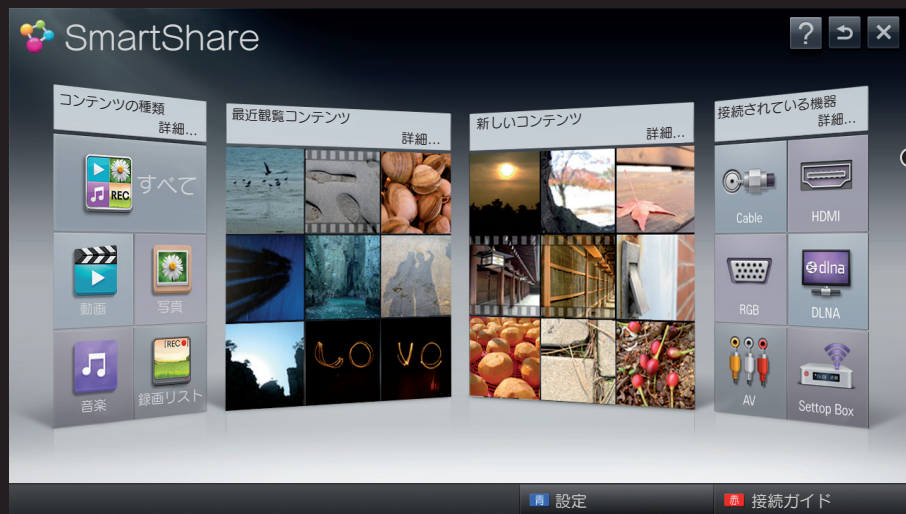 SmartShare
?
コンテンツの種類
詳細...
すべて
REC
動画
写真
音楽
[REC●]
録画リスト
最近観覧コンテンツ
詳細...
LO VC
新しいコンテンツ
詳細...
接続されている機器
詳細...
Cable
HDMI
RGB
dlna
DLNA
AV
Settop Box
青 設定
赤 接続ガイド